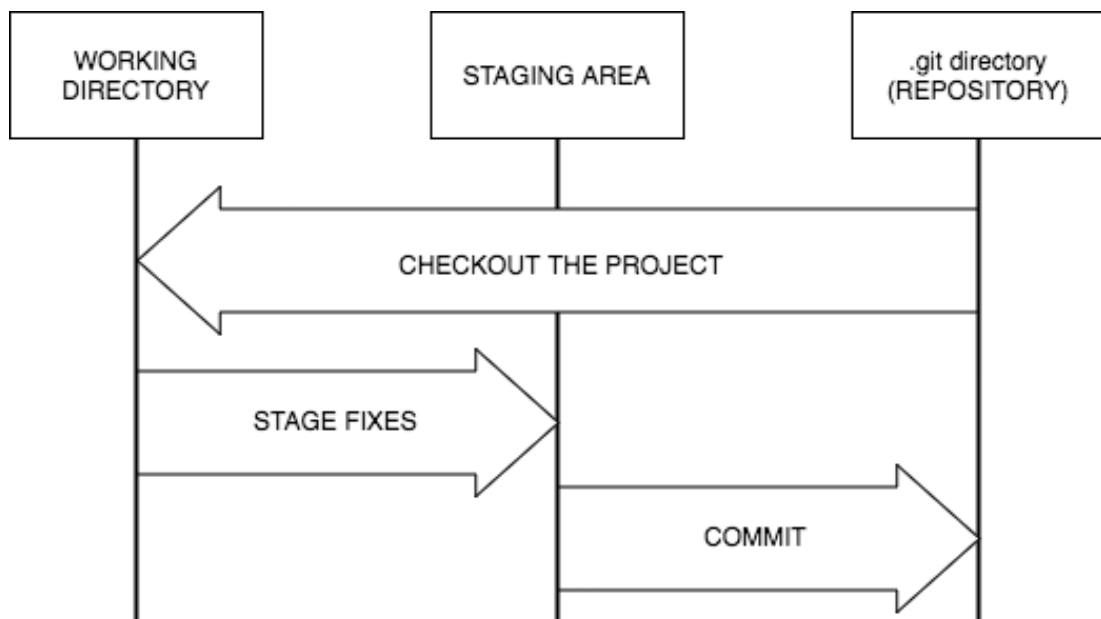 WORKING
DIRECTORY
STAGING AREA
.git directory
(REPOSITORY)
CHECKOUT THE PROJECT
STAGE FIXES
COMMIT